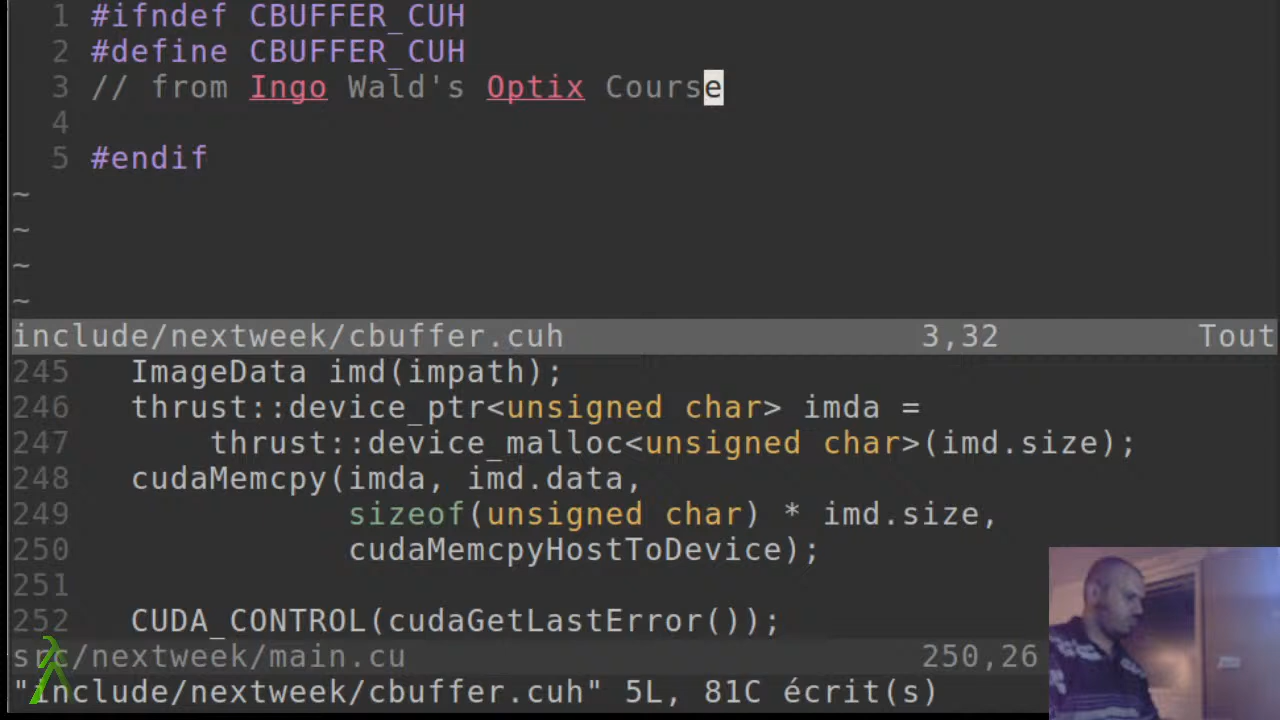 1 #ifndef CBUFFER_CUH
2 #define CBUFFER_CUH
3 // from Ingo Wald's Optix Course
4
5 #endif
~
~
~
~
include/nextweek/cbuffer.cuh 3,32 Tout
245 ImageData imd(impath);
246 thrust::device_ptr<unsigned char> imda =
247 thrust::device_malloc<unsigned char>(imd.size);
248 cudaMemcpy(imda, imd.data,
249 sizeof(unsigned char) * imd.size,
250 cudaMemcpyHostToDevice);
251
252 CUDA_CONTROL(cudaGetLastError());
src/nextweek/main.cu 250,26
"include/nextweek/cbuffer.cuh" 5L, 81C écrit(s)